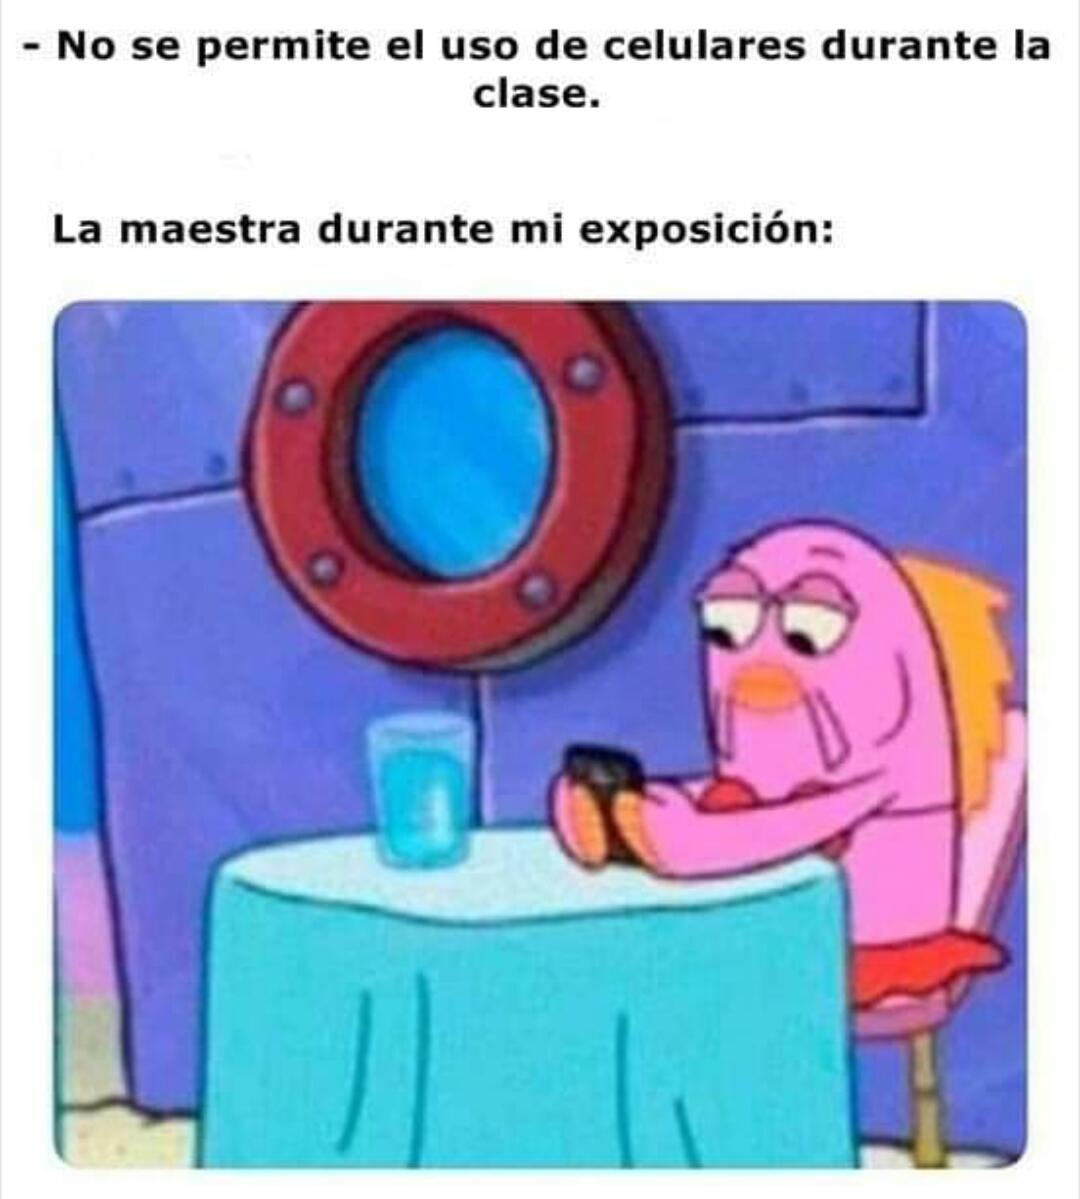 - No se permite el uso de celulares durante la
clase.
La maestra durante mi exposición: